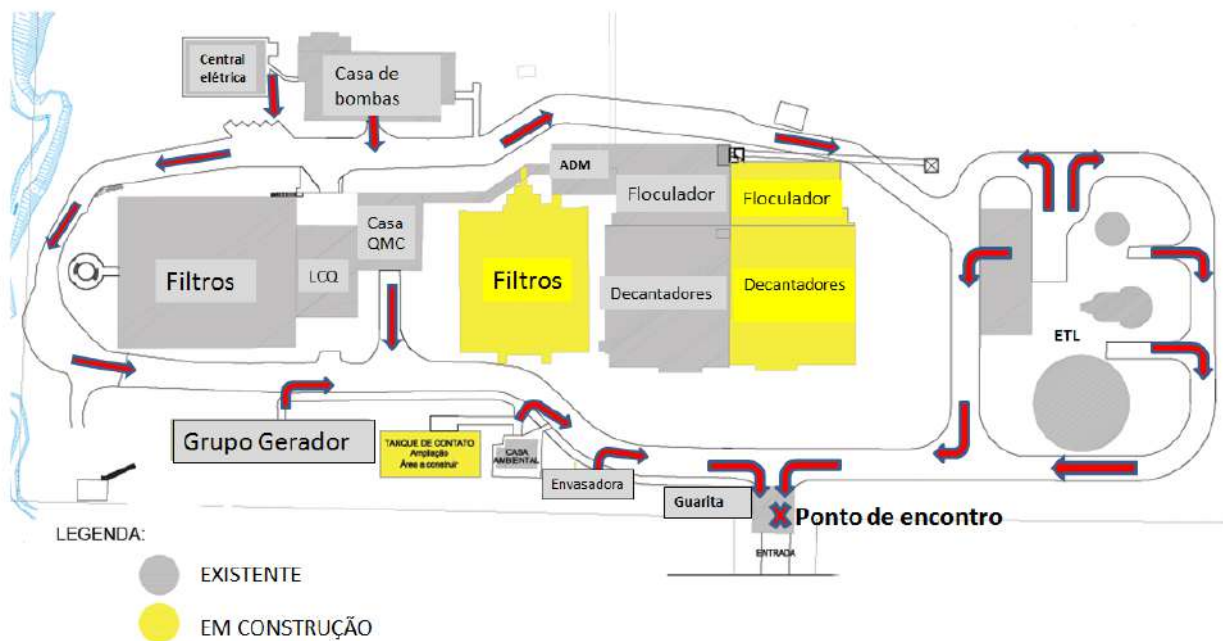 Central
elétrica
Casa de
bombas
ADM
Floculador
Floculador
Casa
QMC
Filtros
LCQ
Filtros
Decantadores
Decantadores
ETL
Grupo Gerador
TANQUE DE CONTATO
Ampliação
Área a construir
CASA
AMBIENTAL
Envasadora
Guarita
Ponto de encontro
ENTRADA
LEGENDA:
EXISTENTE
EM CONSTRUÇÃO